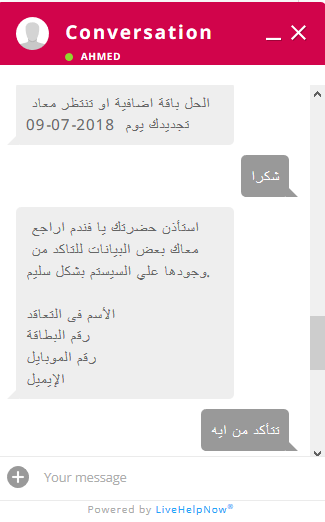 Conversation
AHMED
الحل باقة اضافية او تنتظر معاد
تجديدك يوم 09-07-2018
شكرا
استأذن حضرتك يا فندم اراجع
معاك بعض البيانات للتاكد من
وجودها علي السيستم بشكل سليم.
الأسم فى التعاقد
رقم البطاقة
رقم الموبايل
الإيميل
تتأكد من ايه
Your message
Powered by LiveHelpNow®